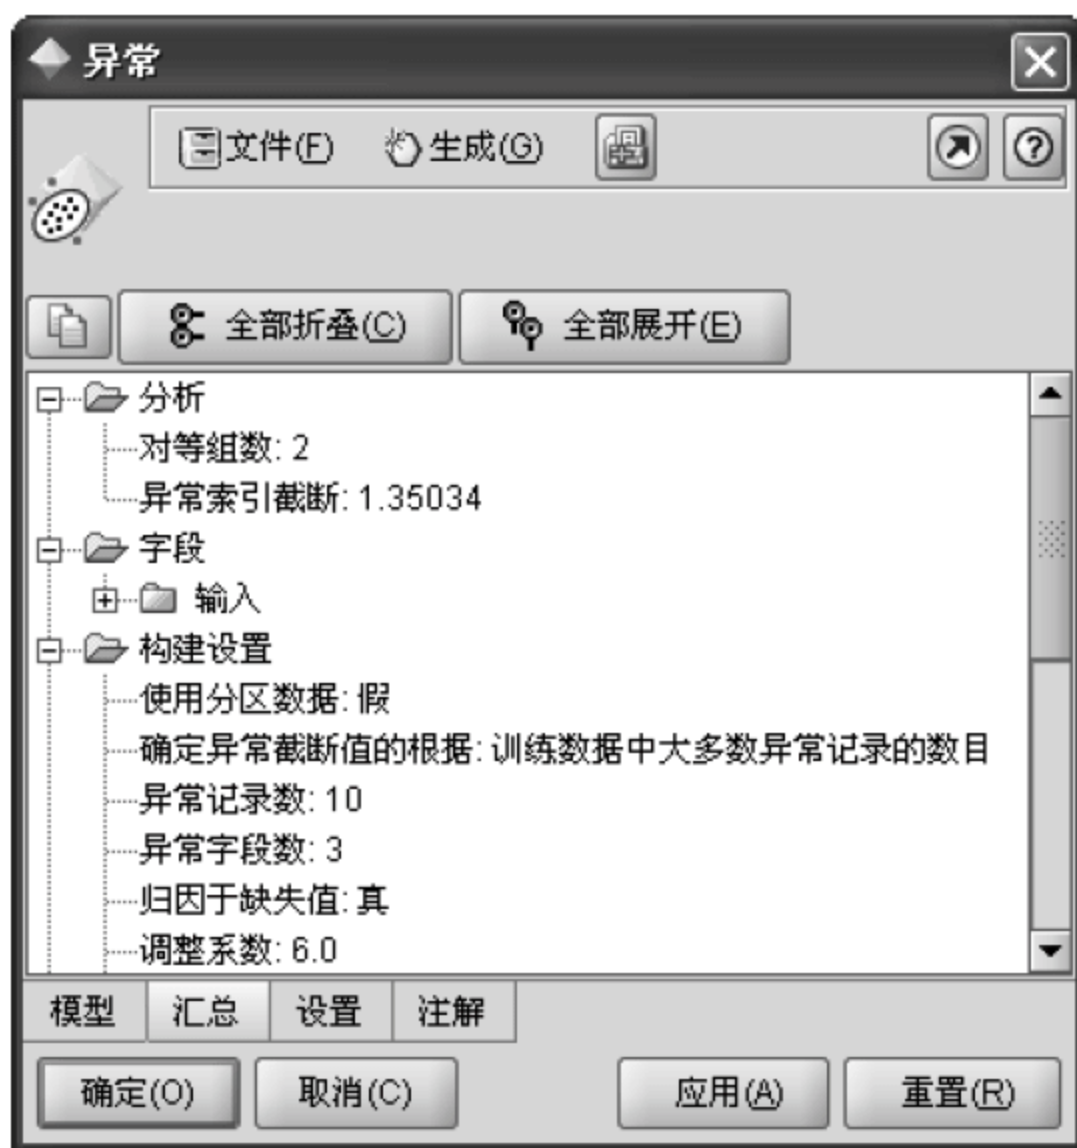 异常
文件(F) 生成(G)
全部折叠(C) 全部展开(E)
分析
对等组数: 2
异常索引截断: 1.35034
字段
输入
构建设置
使用分区数据: 假
确定异常截断值的根据: 训练数据中大多数异常记录的数目
异常记录数: 10
异常字段数: 3
归因于缺失值: 真
调整系数: 6.0
模型 汇总 设置 注解
确定(O) 取消(C) 应用(A) 重置(R)